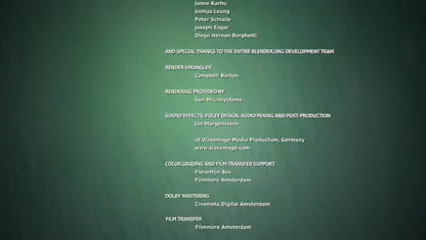 Janne Karhu
Joshua Leung
Peter Schlaile
Joseph Eagar
Diego Hernan Borghetti
AND SPECIAL THANKS TO THE ENTIRE BLENDER.ORG DEVELOPMENT TEAM
RENDER WRANGLER
Campbell Barton
RENDERING PROVIDED BY
Sun Microsystems
SOUND EFFECTS, FOLEY DESIGN, AUDIO MIXING AND POST-PRODUCTION
Jan Morgenstern
at Wavemage Media Production, Germany
www.wavemage.com
COLOR GRADING AND FILM TRANSFER SUPPORT
Florentijn Bos
Filmmore Amsterdam
DOLBY MASTERING
Cinemeta Digital Amsterdam
FILM TRANSFER
Filmmore Amsterdam